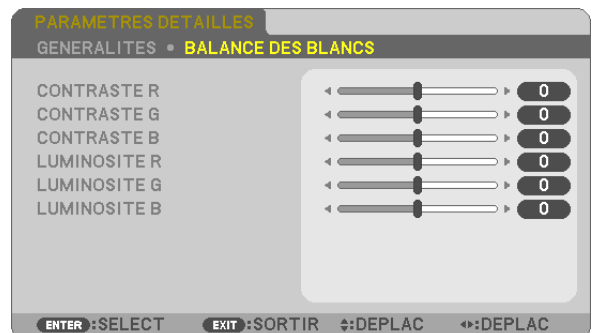 PARAMETRES DETAILLES
GENERALITES • BALANCE DES BLANCS
CONTRASTE R 0
CONTRASTE G 0
CONTRASTE B 0
LUMINOSITE R 0
LUMINOSITE G 0
LUMINOSITE B 0
ENTER :SELECT EXIT :SORTIR :DEPLAC :DEPLAC